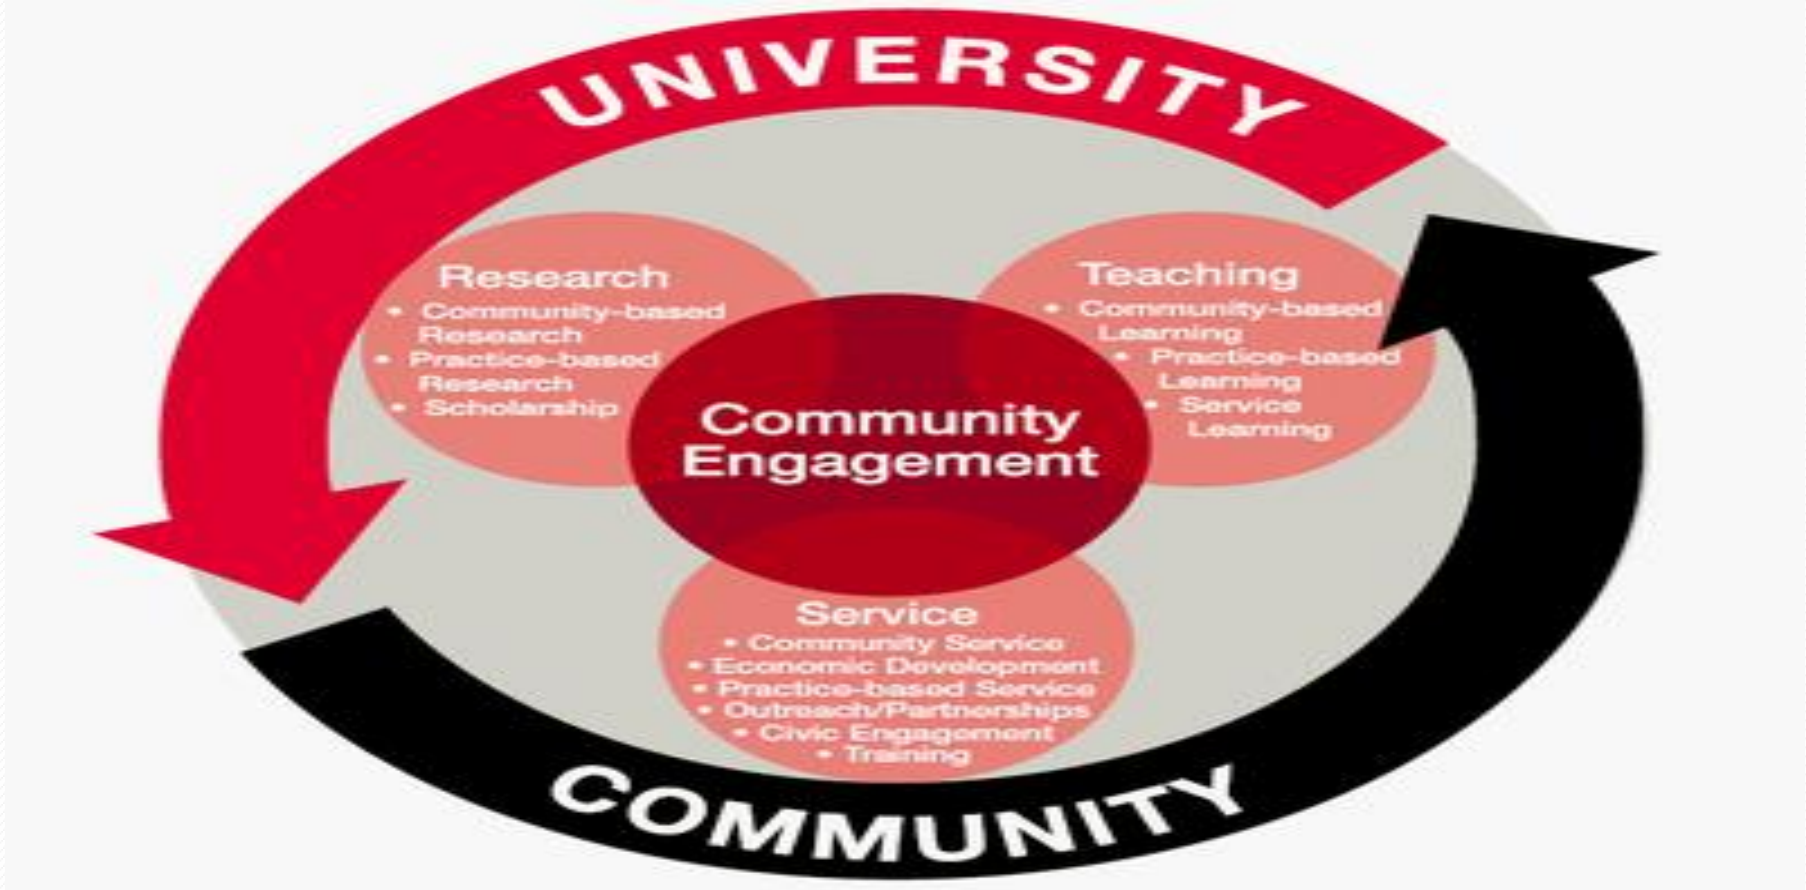 UNIVERSITY
Research
• Community-based
Research
• Practice-based
Research
• Scholarship
Teaching
• Community-based
Learning
• Practice-based
Learning
• Service
Learning
Community
Engagement
Service
• Community Service
• Economic Development
• Practice-based Service
• Outreach/Partnerships
• Civic Engagement
• Training
COMMUNITY